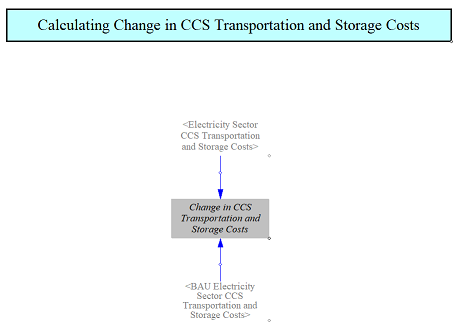 Calculating Change in CCS Transportation and Storage Costs
<Electricity Sector
CCS Transportation
and Storage Costs>
Change in CCS
Transportation and
Storage Costs
<BAU Electricity
Sector CCS
Transportation and
Storage Costs>